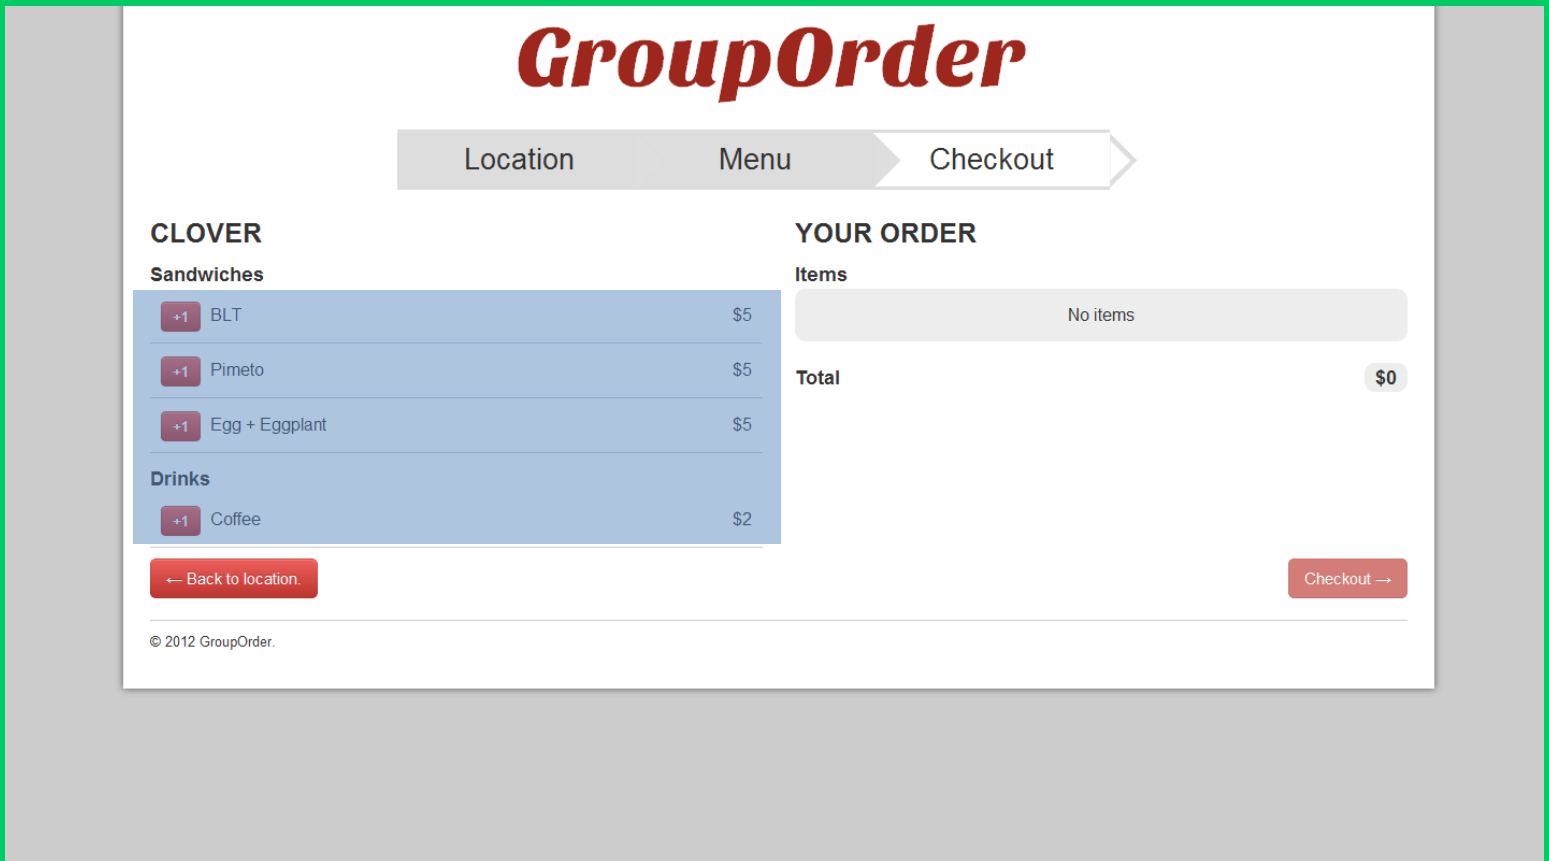 GroupOrder
Location Menu Checkout
CLOVER
Sandwiches
+1 BLT $5
+1 Pimeto $5
+1 Egg + Eggplant $5
Drinks
+1 Coffee $2
← Back to location.
YOUR ORDER
Items
No items
Total $0
Checkout →
© 2012 GroupOrder.